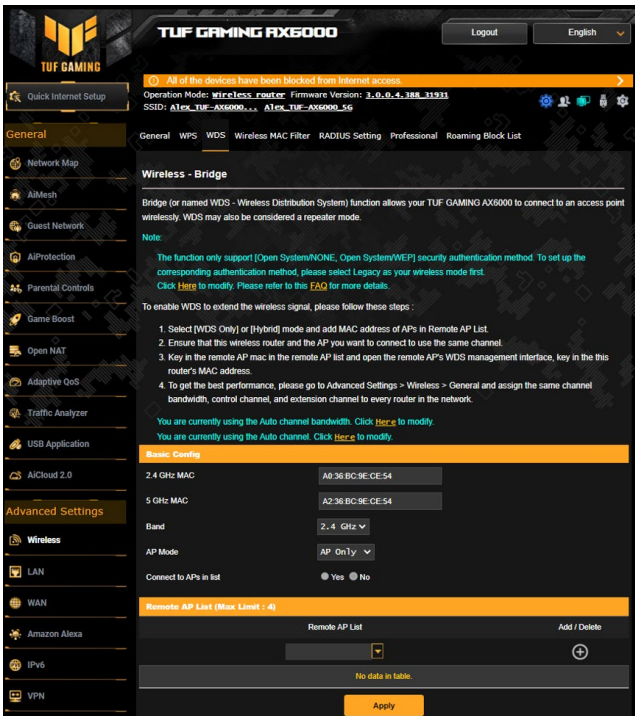 TUF GAMING
TUF GAMING AX6000
Logout
English
All of the devices have been blocked from Internet access.
Operation Mode: Wireless router Firmware Version: 3.0.0.4.388_31931
SSID: Alex_TUF-AX6000... Alex_TUF-AX6000_5G
Quick Internet Setup
General
Network Map
AiMesh
Guest Network
AiProtection
Parental Controls
Game Boost
Open NAT
Adaptive QoS
Traffic Analyzer
USB Application
AiCloud 2.0
Advanced Settings
Wireless
LAN
WAN
Amazon Alexa
IPv6
VPN
General WPS WDS Wireless MAC Filter RADIUS Setting Professional Roaming Block List
Wireless - Bridge
Bridge (or named WDS - Wireless Distribution System) function allows your TUF GAMING AX6000 to connect to an access point
wirelessly. WDS may also be considered a repeater mode.
Note:
The function only support [Open System/NONE, Open System/WEP] security authentication method. To set up the
corresponding authentication method, please select Legacy as your wireless mode first.
Click Here to modify. Please refer to this FAQ for more details.
To enable WDS to extend the wireless signal, please follow these steps :
1. Select [WDS Only] or [Hybrid] mode and add MAC address of APs in Remote AP List.
2. Ensure that this wireless router and the AP you want to connect to use the same channel.
3. Key in the remote AP mac in the remote AP list and open the remote AP's WDS management interface, key in the this
router's MAC address.
4. To get the best performance, please go to Advanced Settings > Wireless > General and assign the same channel
bandwidth, control channel, and extension channel to every router in the network.
You are currently using the Auto channel bandwidth. Click Here to modify.
You are currently using the Auto channel. Click Here to modify.
Basic Config
2.4 GHz MAC A0:36:BC:9E:CE:54
5 GHz MAC A2:36:BC:9E:CE:54
Band 2.4 GHz
AP Mode AP Only
Connect to APs in list Yes No
Remote AP List (Max Limit : 4)
Remote AP List Add / Delete
No data in table.
Apply